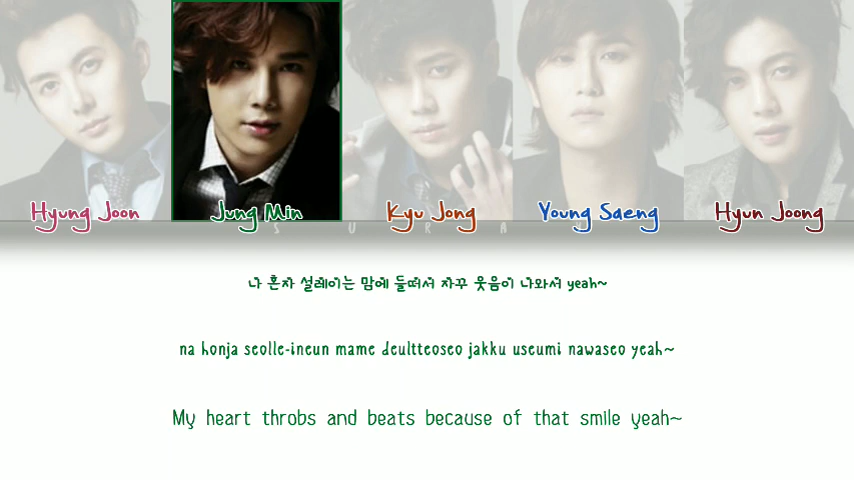 Hyung Joon Jung Min Kyu Jong Young Saeng Hyun Joong
S U R A
나 혼자 설레이는 맘에 들떠서 자꾸 웃음이 나와서 yeah~
na honja seolle-ineun mame deultteoseo jakku useumi nawaseo yeah~
My heart throbs and beats because of that smile yeah~